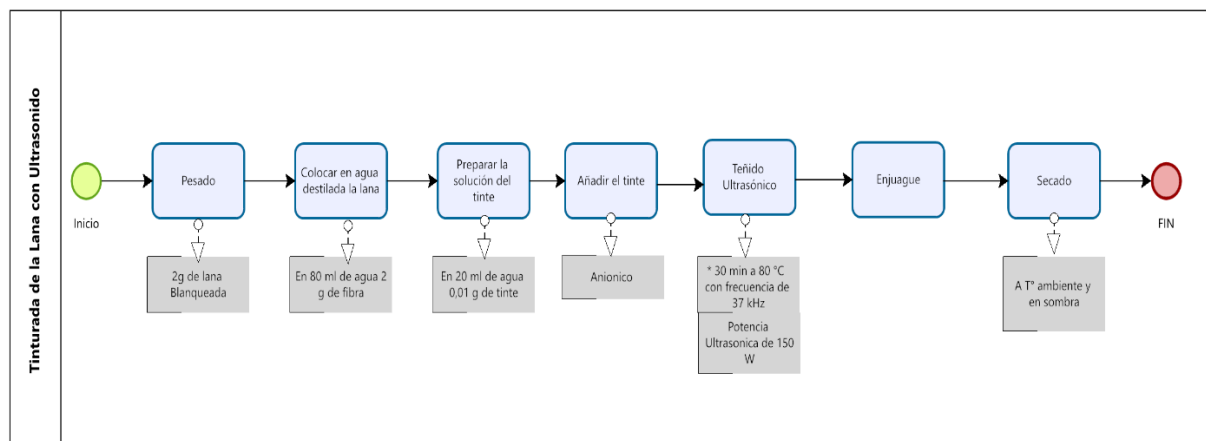 Tinturada de la Lana con Ultrasonido
Inicio
Pesado
2g de lana
Blanqueada
Colocar en agua
destilada la lana
En 80 ml de agua 2
g de fibra
Preparar la
solución del
tinte
En 20 ml de agua
0,01 g de tinte
Añadir el tinte
Anionico
Teñido
Ultrasónico
* 30 min a 80 °C
con frecuencia de
37 kHz
Potencia
Ultrasonica de 150
W
Enjuague
Secado
A T° ambiente y
en sombra
FIN